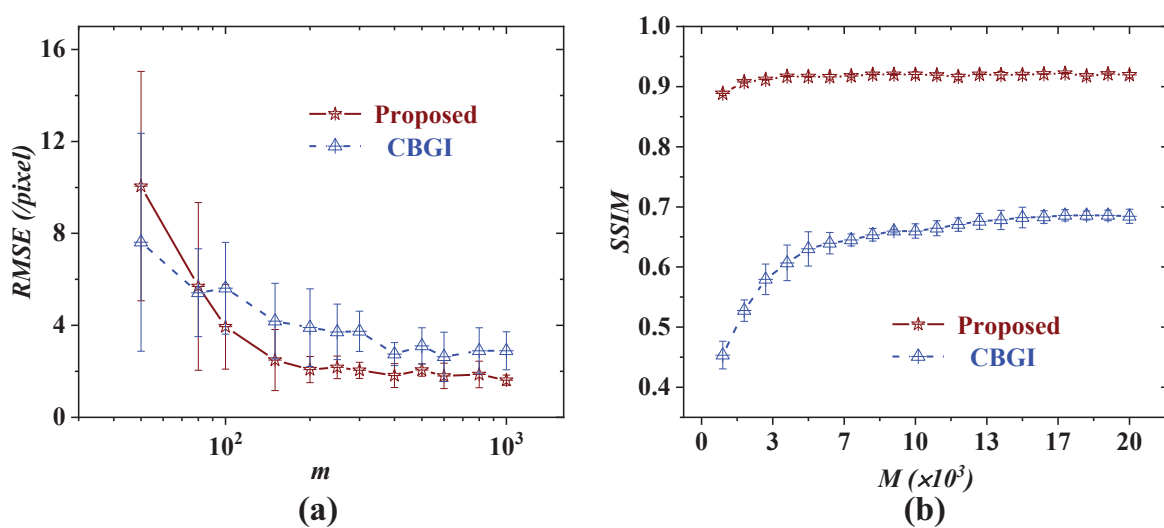 16
12
8
4
0
RMSE (/pixel)
Proposed
CBGI
10²
10³
m
(a)
1.0
0.9
0.8
0.7
0.6
0.5
0.4
SSIM
Proposed
CBGI
0 3 7 10 13 17 20
M (×10³)
(b)